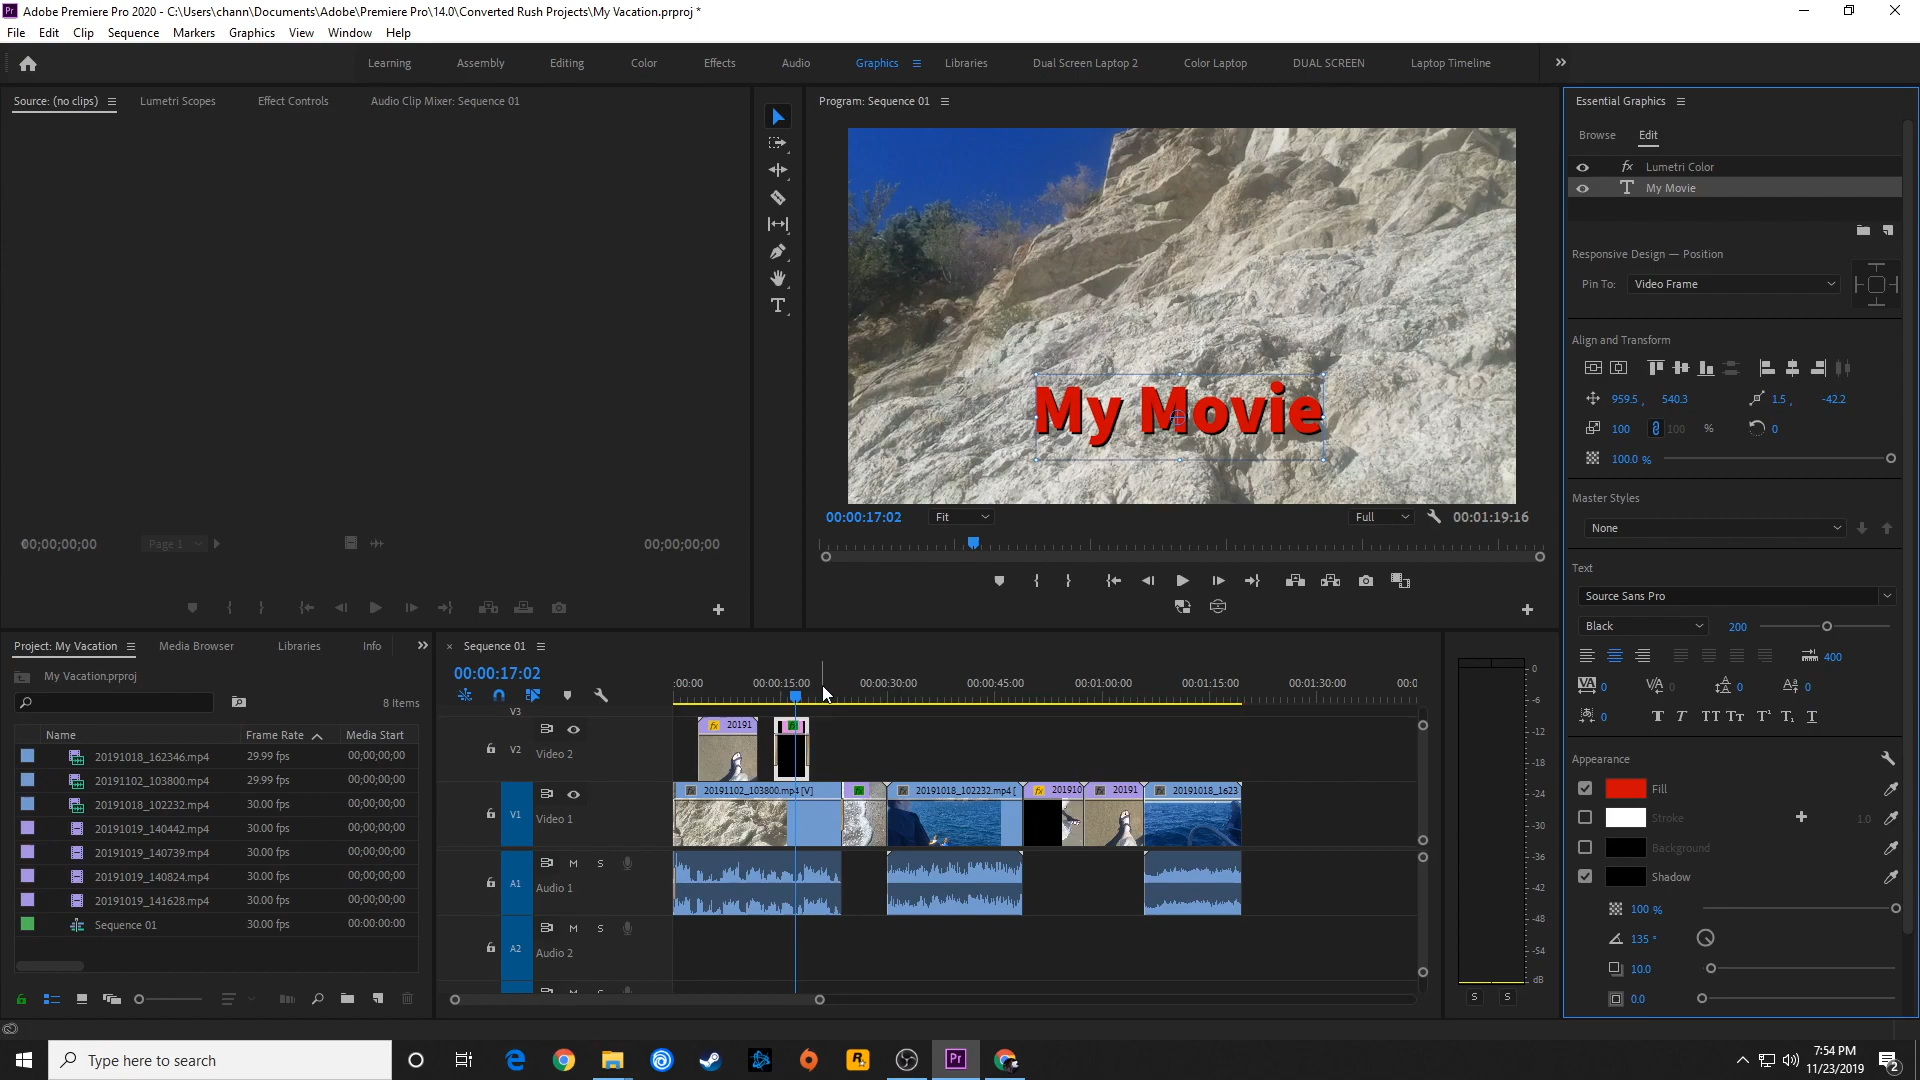 Adobe Premiere Pro 2020 - C:\Users\chann\Documents\Adobe\Premiere Pro\14.0\Converted Rush Projects\My Vacation.prproj *
File Edit Clip Sequence Markers Graphics View Window Help
Learning Assembly Editing Color Effects Audio Graphics Libraries Dual Screen Laptop 2 Color Laptop DUAL SCREEN Laptop Timeline
Source: (no clips) Lumetri Scopes Effect Controls Audio Clip Mixer: Sequence 01
00;00;00;00 Page 1 00;00;00;00
Program: Sequence 01
My Movie
00:00:17:02 Fit Full 00:01:19:16
Essential Graphics
Browse Edit
Lumetri Color
My Movie
Responsive Design — Position
Pin To: Video Frame
Align and Transform
959.5 , 540.3 1.5 , -42.2
100 100 % 0
100.0 %
Master Styles
None
Text
Source Sans Pro
Black 200
400
0 0 0 0
0
Appearance
Fill
Stroke 1.0
Background
Shadow
100 %
135 °
10.0
0.0
Project: My Vacation Media Browser Libraries Info
My Vacation.prproj
8 Items
Name Frame Rate Media Start
20191018_162346.mp4 29.99 fps 00;00;00;00
20191102_103800.mp4 29.99 fps 00;00;00;00
20191018_102232.mp4 30.00 fps 00;00;00;00
20191019_140442.mp4 30.00 fps 00;00;00;00
20191019_140739.mp4 30.00 fps 00;00;00;00
20191019_140824.mp4 30.00 fps 00;00;00;00
20191019_141628.mp4 30.00 fps 00;00;00;00
Sequence 01 30.00 fps 00:00:00:00
× Sequence 01
00:00:17:02
:00:00 00:00:15:00 00:00:30:00 00:00:45:00 00:01:00:00 00:01:15:00 00:01:30:00 00:0
V3
V2 Video 2 fx 20191
V1 Video 1 fx 20191102_103800.mp4 [V] fx 20191018_102232.mp4 [ fx 201910 20191 fx 20191018_1623
A1 M S Audio 1
A2 M S Audio 2
M S
0
-6
-12
-18
-24
-30
-36
-42
-48
-54
dB
S S
Type here to search
7:54 PM
11/23/2019
2